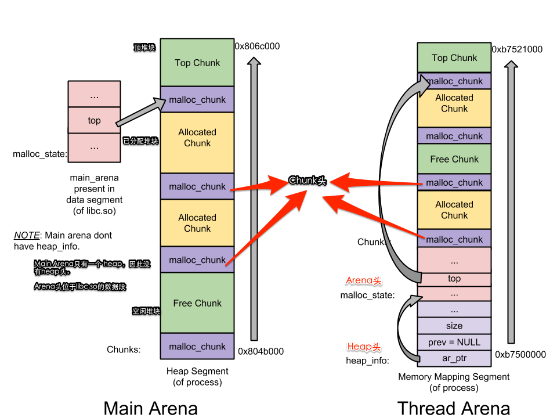 顶堆块
0x806c000
Top Chunk
malloc_chunk
...
top
...
malloc_state:
已分配堆块
Allocated
Chunk
main_arena
present in
data segment
(of libc.so)
malloc_chunk
Allocated
Chunk
NOTE: Main arena dont
have heap_info.
Main Arena只有一个heap，因此没
有heap头。
Arena头位于libc.so的数据段
malloc_chunk
空闲堆块
Free Chunk
Chunks:
malloc_chunk
0x804b000
Heap Segment
(of process)
Main Arena
Chunk头
0xb7521000
Top Chunk
malloc_chunk
Allocated
Chunk
malloc_chunk
Free Chunk
malloc_chunk
Allocated
Chunk
Chunk
malloc_chunk
...
Arena头
top
malloc_state:
...
...
size
Heap头
prev = NULL
0xb7500000
heap_info:
ar_ptr
Memory Mapping Segment
(of process)
Thread Arena